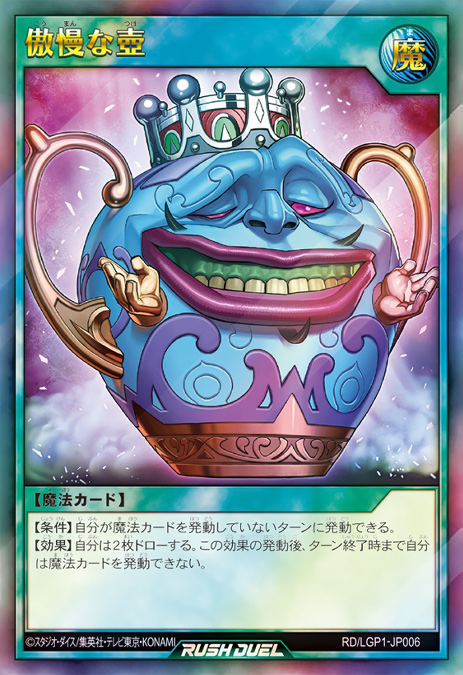 傲慢な壺
魔
【魔法カード】
【条件】自分が魔法カードを発動していないターンに発動できる。
【効果】自分は2枚ドローする。この効果の発動後、ターン終了時まで自分
は魔法カードを発動できない。
©スタジオ・ダイス/集英社・テレビ東京・KONAMI
RUSH DUEL
RD/LGP1-JP006